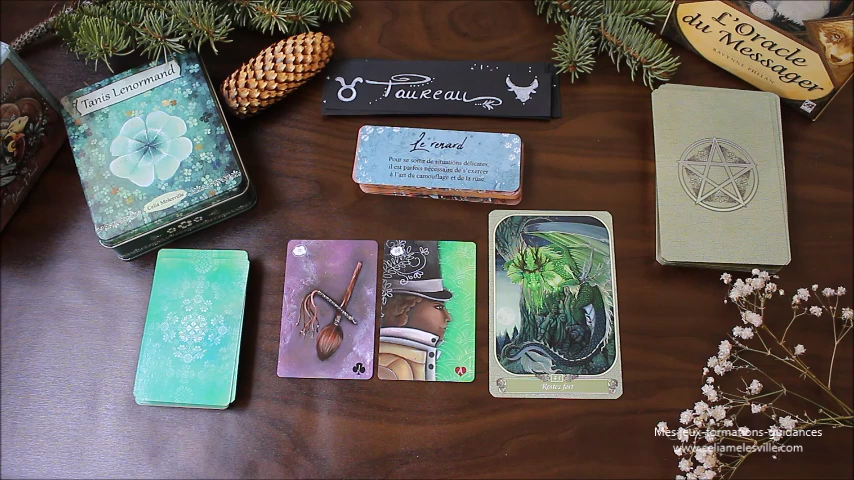 Tanis Lenormand
Célia Melesville
Taureau
L'Oracle
du Messager
RAVYNNE PHELAN
Le renard
Pour se sortir de situations délicates,
il est parfois nécessaire de s'exercer
à l'art du camouflage et de la ruse.
Restez fort
Mes-jeux-formations-guidances
www.celiamelesville.com